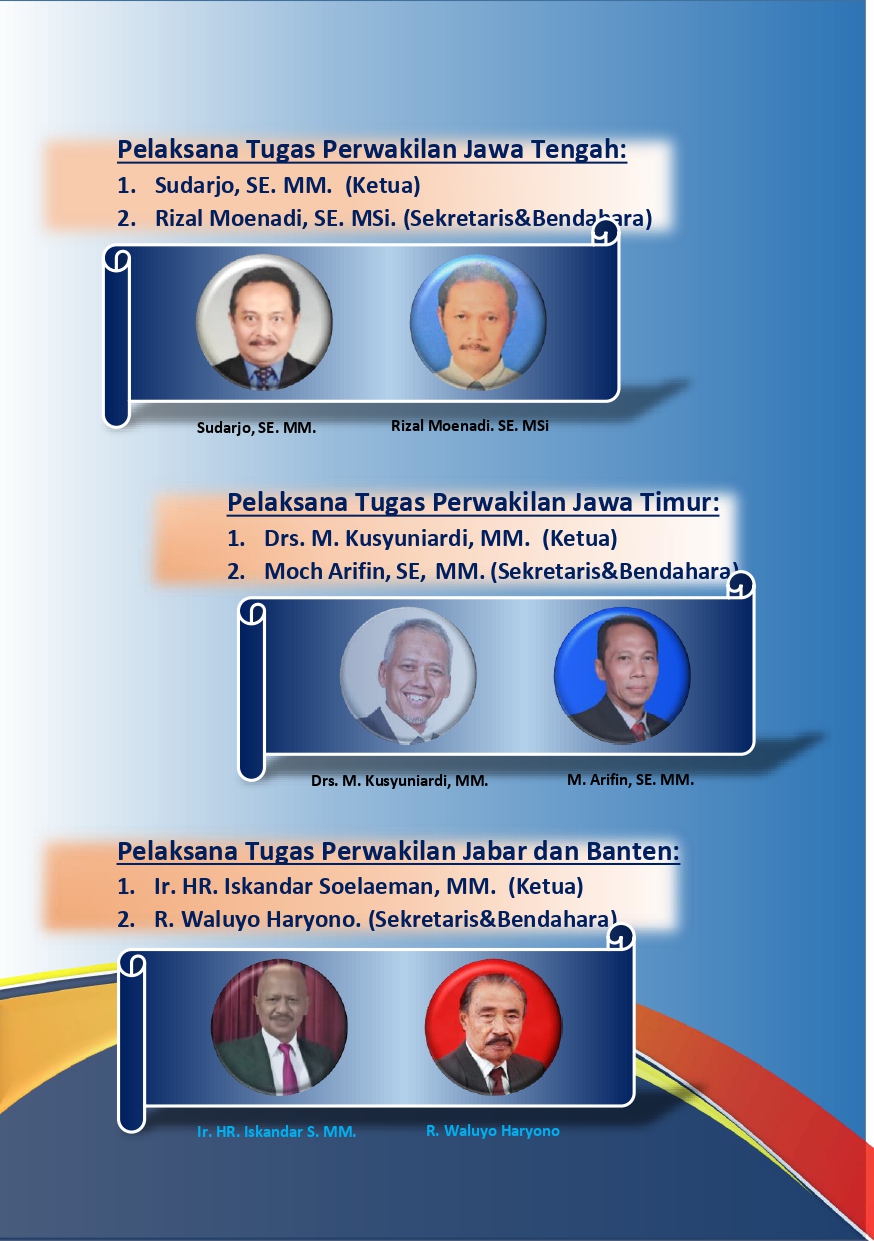 Pelaksana Tugas Perwakilan Jawa Tengah:
1. Sudarjo, SE. MM. (Ketua)
2. Rizal Moenadi, SE. MSi. (Sekretaris&Bendahara)
Sudarjo, SE. MM. Rizal Moenadi. SE. MSi
Pelaksana Tugas Perwakilan Jawa Timur:
1. Drs. M. Kusyuniardi, MM. (Ketua)
2. Moch Arifin, SE, MM. (Sekretaris&Bendahara)
Drs. M. Kusyuniardi, MM. M. Arifin, SE. MM.
Pelaksana Tugas Perwakilan Jabar dan Banten:
1. Ir. HR. Iskandar Soelaeman, MM. (Ketua)
2. R. Waluyo Haryono. (Sekretaris&Bendahara)
Ir. HR. Iskandar S. MM. R. Waluyo Haryono